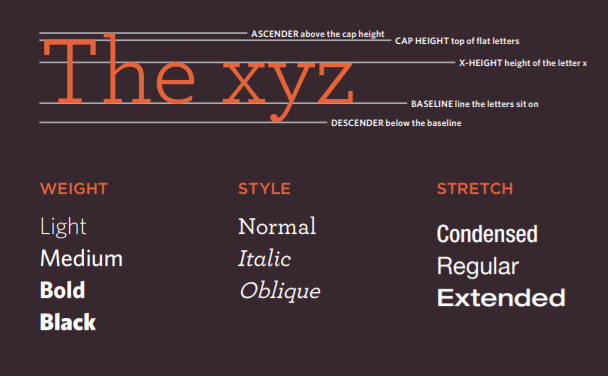 The xyz
ASCENDER above the cap height
CAP HEIGHT top of flat letters
X-HEIGHT height of the letter x
BASELINE line the letters sit on
DESCENDER below the baseline
WEIGHT
Light
Medium
Bold
Black
STYLE
Normal
Italic
Oblique
STRETCH
Condensed
Regular
Extended